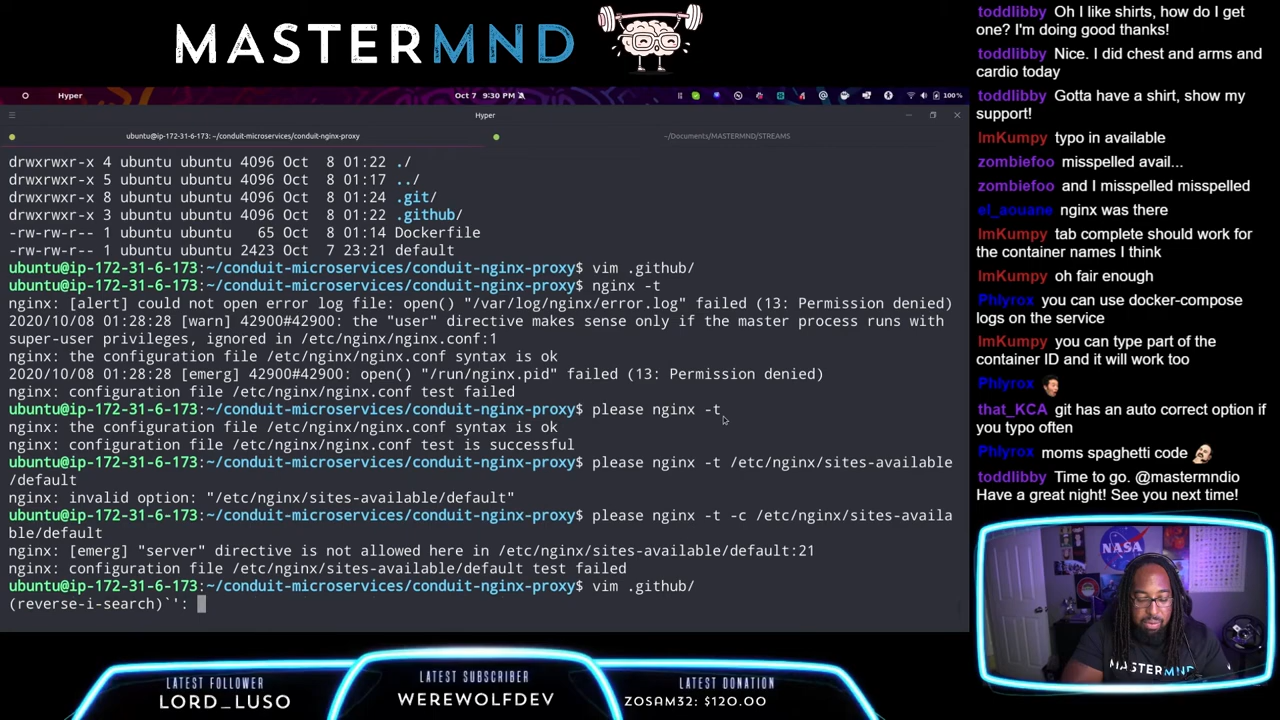 MASTERMND
Hyper
Oct 7 9:30 PM
100%
Hyper
ubuntu@ip-172-31-6-173: ~/conduit-microservices/conduit-nginx-proxy
~/Documents/MASTERMND/STREAMS
drwxrwxr-x 4 ubuntu ubuntu 4096 Oct  8 01:22 ./
drwxrwxr-x 5 ubuntu ubuntu 4096 Oct  8 01:17 ../
drwxrwxr-x 8 ubuntu ubuntu 4096 Oct  8 01:24 .git/
drwxrwxr-x 3 ubuntu ubuntu 4096 Oct  8 01:22 .github/
-rw-rw-r-- 1 ubuntu ubuntu   65 Oct  8 01:14 Dockerfile
-rw-rw-r-- 1 ubuntu ubuntu 2423 Oct  7 23:21 default
ubuntu@ip-172-31-6-173:~/conduit-microservices/conduit-nginx-proxy$ vim .github/
ubuntu@ip-172-31-6-173:~/conduit-microservices/conduit-nginx-proxy$ nginx -t
nginx: [alert] could not open error log file: open() "/var/log/nginx/error.log" failed (13: Permission denied)
2020/10/08 01:28:28 [warn] 42900#42900: the "user" directive makes sense only if the master process runs with
super-user privileges, ignored in /etc/nginx/nginx.conf:1
nginx: the configuration file /etc/nginx/nginx.conf syntax is ok
2020/10/08 01:28:28 [emerg] 42900#42900: open() "/run/nginx.pid" failed (13: Permission denied)
nginx: configuration file /etc/nginx/nginx.conf test failed
ubuntu@ip-172-31-6-173:~/conduit-microservices/conduit-nginx-proxy$ please nginx -t
nginx: the configuration file /etc/nginx/nginx.conf syntax is ok
nginx: configuration file /etc/nginx/nginx.conf test is successful
ubuntu@ip-172-31-6-173:~/conduit-microservices/conduit-nginx-proxy$ please nginx -t /etc/nginx/sites-available
/default
nginx: invalid option: "/etc/nginx/sites-available/default"
ubuntu@ip-172-31-6-173:~/conduit-microservices/conduit-nginx-proxy$ please nginx -t -c /etc/nginx/sites-availa
ble/default
nginx: [emerg] "server" directive is not allowed here in /etc/nginx/sites-available/default:21
nginx: configuration file /etc/nginx/sites-available/default test failed
ubuntu@ip-172-31-6-173:~/conduit-microservices/conduit-nginx-proxy$ vim .github/
(reverse-i-search)`':
toddlibby Oh I like shirts, how do I get
one? I'm doing good thanks!
toddlibby Nice. I did chest and arms and
cardio today
toddlibby Gotta have a shirt, show my
support!
ImKumpy typo in available
zombiefoo misspelled avail...
zombiefoo and I misspelled misspelled
el_aouane nginx was there
ImKumpy tab complete should work for
the container names I think
ImKumpy oh fair enough
Phlyrox you can use docker-compose
logs on the service
ImKumpy you can type part of the
container ID and it will work too
Phlyrox
that_KCA git has an auto correct option if
you typo often
Phlyrox moms spaghetti code
toddlibby Time to go. @mastermndio
Have a great night! See you next time!
NASA
MASTERMND
LATEST FOLLOWER
LORD_LUSO
LATEST SUBSCRIBER
WEREWOLFDEV
LATEST DONATION
ZOSAM32: $120.00